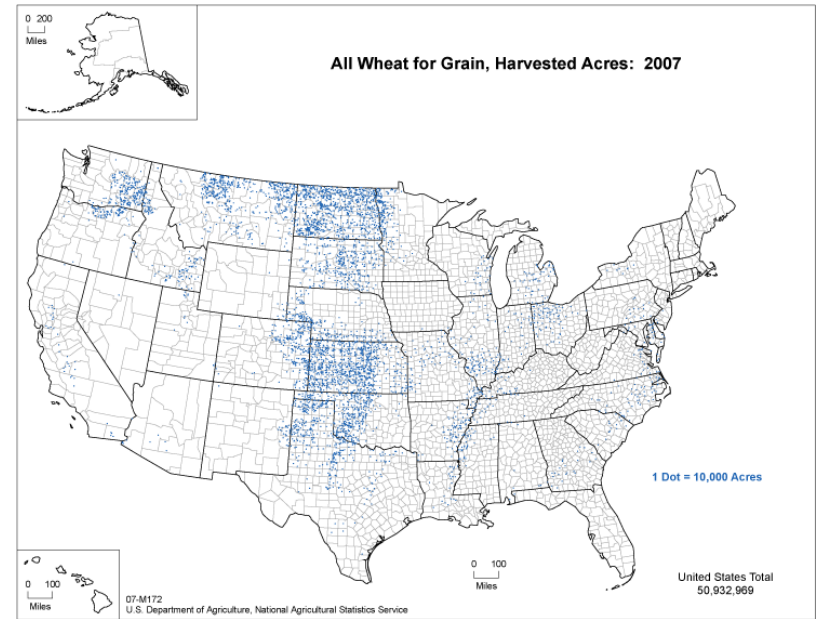 0 200
Miles
All Wheat for Grain, Harvested Acres: 2007
1 Dot = 10,000 Acres
0 100
Miles
United States Total
50,932,969
0 100
Miles
07-M172
U.S. Department of Agriculture, National Agricultural Statistics Service